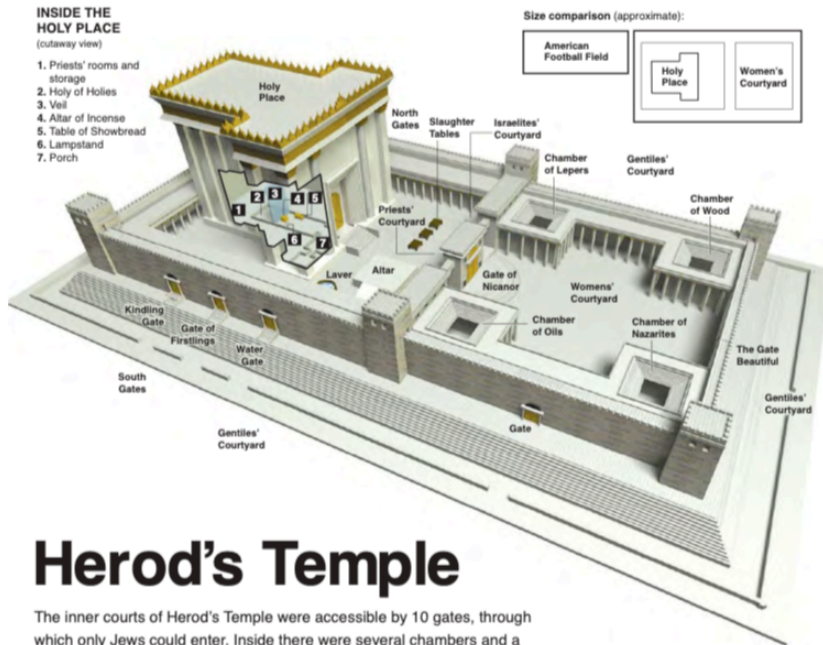 INSIDE THE
HOLY PLACE
(cutaway view)
1. Priests' rooms and
storage
2. Holy of Holies
3. Veil
4. Altar of Incense
5. Table of Showbread
6. Lampstand
7. Porch
Size comparison (approximate):
American
Football Field
Holy
Place
Women's
Courtyard
Holy
Place
North
Gates
Slaughter
Tables
Israelites'
Courtyard
Chamber
of Lepers
Gentiles'
Courtyard
Chamber
of Wood
1
2
3
4
5
6
7
Priests'
Courtyard
Laver
Altar
Gate of
Nicanor
Womens'
Courtyard
Chamber
of Oils
Chamber of
Nazarites
The Gate
Beautiful
Gentiles'
Courtyard
Kindling
Gate
Gate of
Firstlings
Water
Gate
South
Gates
Gentiles'
Courtyard
Gate
Herod's Temple
The inner courts of Herod's Temple were accessible by 10 gates, through
which only Jews could enter. Inside there were several chambers and a